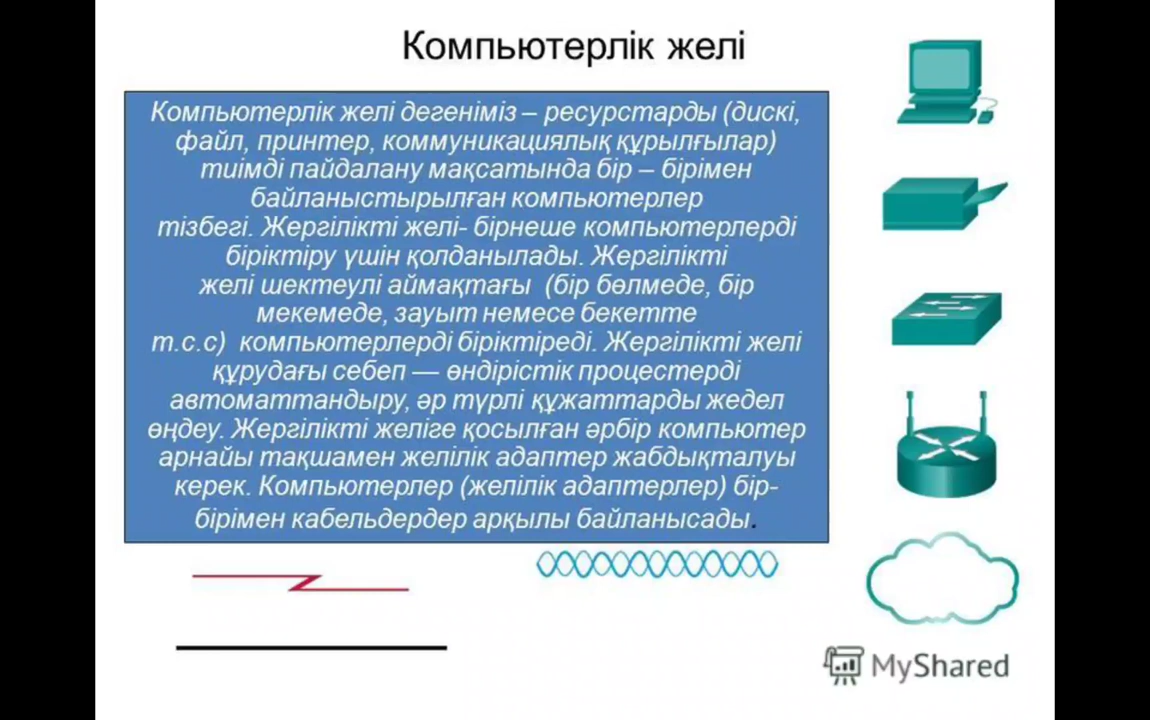 Компьютерлік желі
Компьютерлік желі дегеніміз – ресурстарды (дискі,
файл, принтер, коммуникациялық құрылғылар)
тиімді пайдалану мақсатында бір – бірімен
байланыстырылған компьютерлер
тізбегі. Жергілікті желі- бірнеше компьютерлерді
біріктіру үшін қолданылады. Жергілікті
желі шектеулі аймақтағы (бір бөлмеде, бір
мекемеде, зауыт немесе бекетте
т.с.с) компьютерлерді біріктіреді. Жергілікті желі
құрудағы себеп — өндірістік процестерді
автоматтандыру, әр түрлі құжаттарды жедел
өңдеу. Жергілікті желіге қосылған әрбір компьютер
арнайы тақшамен желілік адаптер жабдықталуы
керек. Компьютерлер (желілік адаптерлер) бір-
бірімен кабельдердер арқылы байланысады.
MyShared